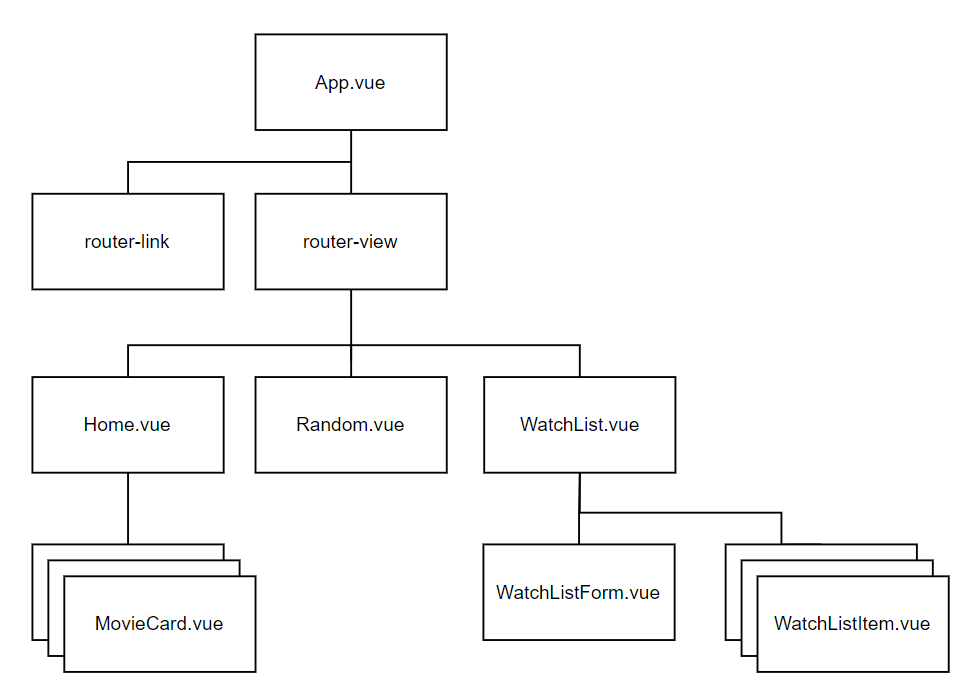 App.vue
router-link
router-view
Home.vue
Random.vue
WatchList.vue
MovieCard.vue
WatchListForm.vue
WatchListItem.vue